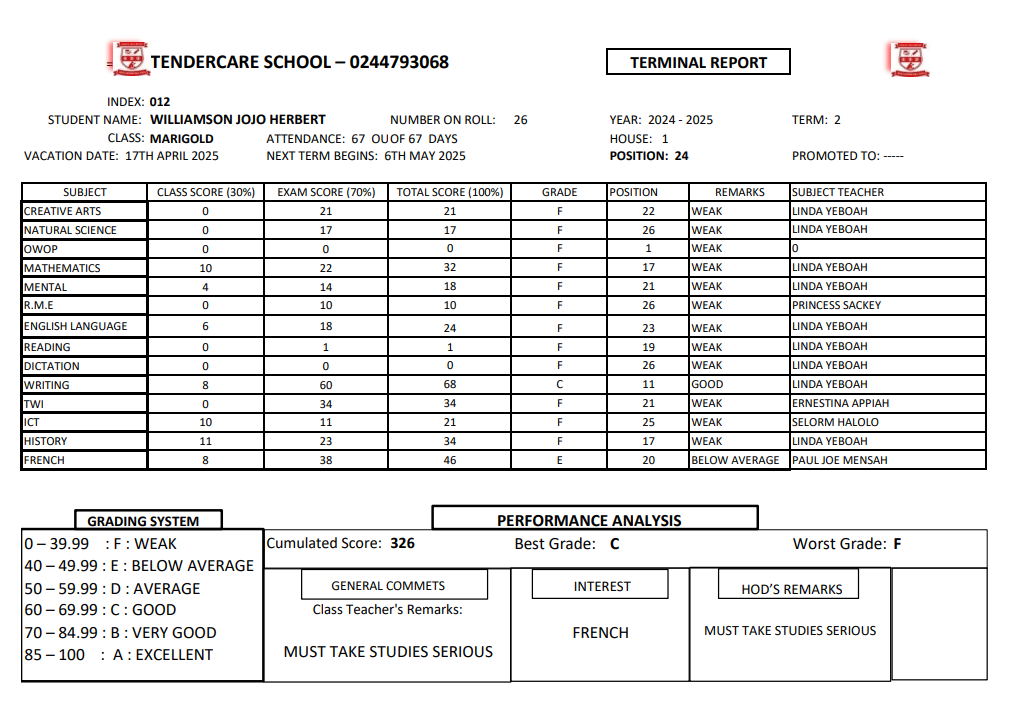 TENDERCARE SCHOOL – 0244793068 TERMINAL REPORT
INDEX: 012
STUDENT NAME: WILLIAMSON JOJO HERBERT NUMBER ON ROLL: 26 YEAR: 2024 - 2025 TERM: 2
CLASS: MARIGOLD ATTENDANCE: 67 OUOF 67 DAYS HOUSE: 1
VACATION DATE: 17TH APRIL 2025 NEXT TERM BEGINS: 6TH MAY 2025 POSITION: 24 PROMOTED TO: -----
SUBJECT CLASS SCORE (30%) EXAM SCORE (70%) TOTAL SCORE (100%) GRADE POSITION REMARKS SUBJECT TEACHER
CREATIVE ARTS 0 21 21 F 22 WEAK LINDA YEBOAH
NATURAL SCIENCE 0 17 17 F 26 WEAK LINDA YEBOAH
OWOP 0 0 0 F 1 WEAK 0
MATHEMATICS 10 22 32 F 17 WEAK LINDA YEBOAH
MENTAL 4 14 18 F 21 WEAK LINDA YEBOAH
R.M.E 0 10 10 F 26 WEAK PRINCESS SACKEY
ENGLISH LANGUAGE 6 18 24 F 23 WEAK LINDA YEBOAH
READING 0 1 1 F 19 WEAK LINDA YEBOAH
DICTATION 0 0 0 F 26 WEAK LINDA YEBOAH
WRITING 8 60 68 C 11 GOOD LINDA YEBOAH
TWI 0 34 34 F 21 WEAK ERNESTINA APPIAH
ICT 10 11 21 F 25 WEAK SELORM HALOLO
HISTORY 11 23 34 F 17 WEAK LINDA YEBOAH
FRENCH 8 38 46 E 20 BELOW AVERAGE PAUL JOE MENSAH
GRADING SYSTEM
0 – 39.99 : F : WEAK
40 – 49.99 : E : BELOW AVERAGE
50 – 59.99 : D : AVERAGE
60 – 69.99 : C : GOOD
70 – 84.99 : B : VERY GOOD
85 – 100 : A : EXCELLENT
PERFORMANCE ANALYSIS
Cumulated Score: 326 Best Grade: C Worst Grade: F
GENERAL COMMETS
Class Teacher's Remarks:
MUST TAKE STUDIES SERIOUS
INTEREST
FRENCH
HOD'S REMARKS
MUST TAKE STUDIES SERIOUS